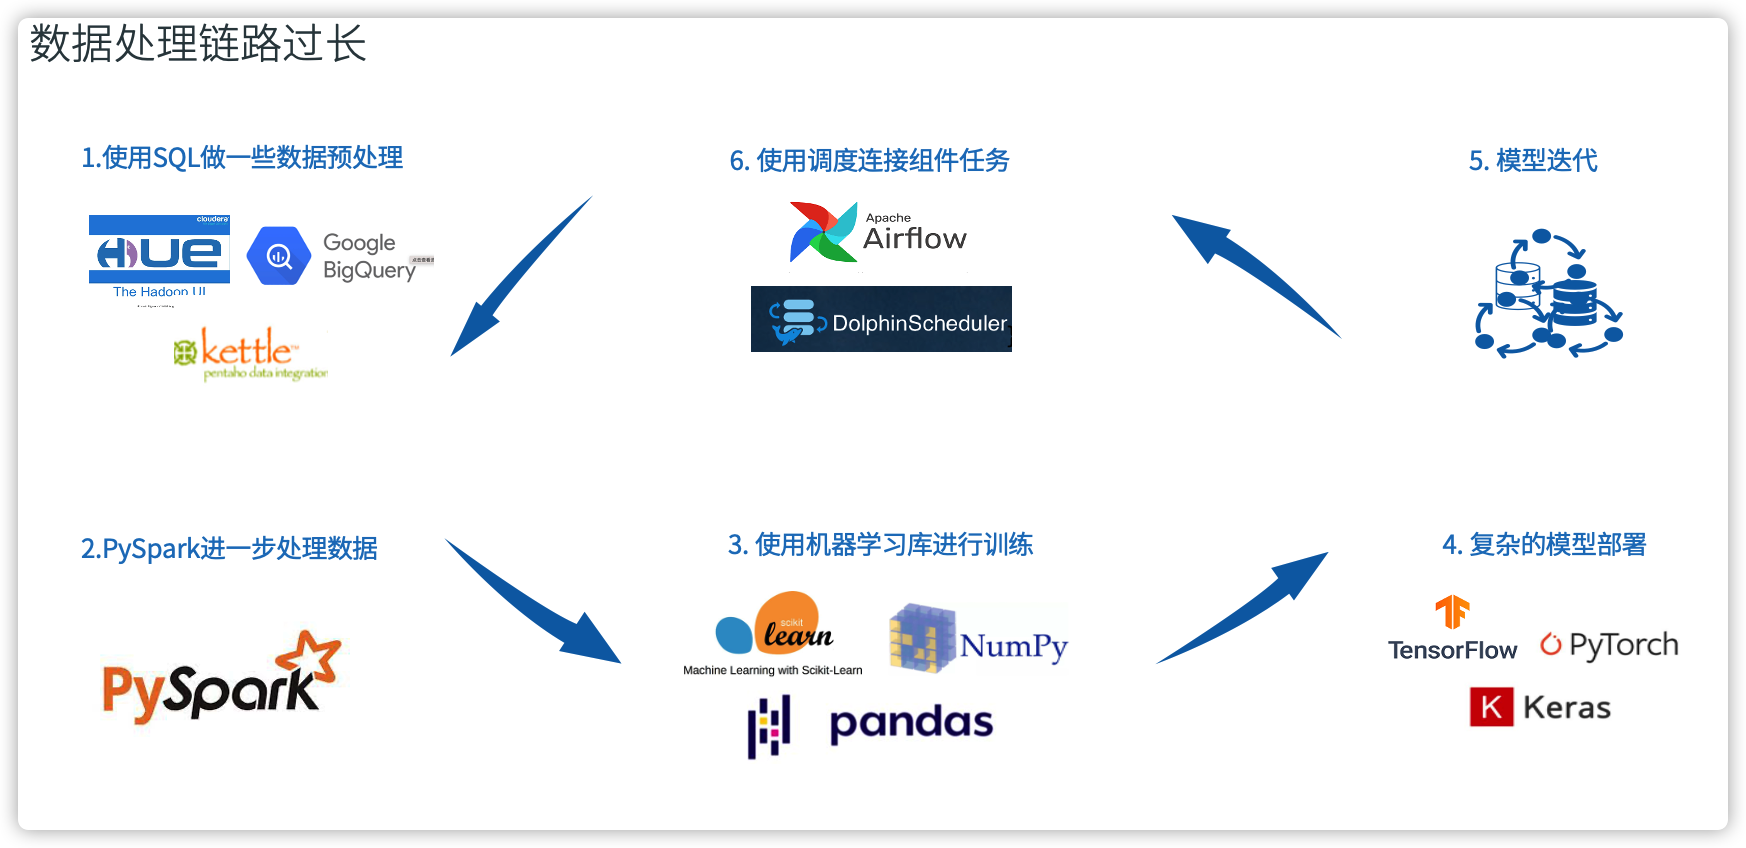 数据处理链路过长
1.使用SQL做一些数据预处理
cloudera
HUE
The Hadoop UI
Google
BigQuery
kettle™
pentaho data integration
6. 使用调度连接组件任务
Apache
Airflow
DolphinScheduler
5. 模型迭代
2.PySpark进一步处理数据
PySpark
3. 使用机器学习库进行训练
scikit
learn
Machine Learning with Scikit-Learn
NumPy
pandas
4. 复杂的模型部署
TensorFlow
PyTorch
K Keras